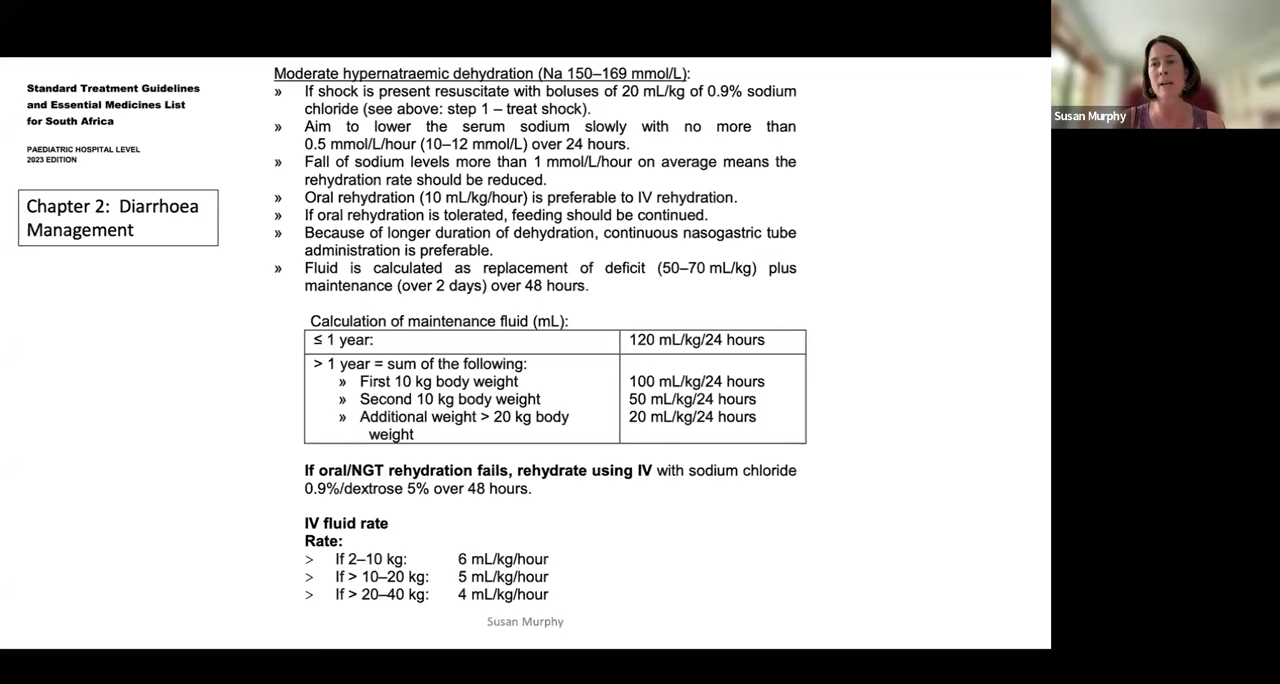 Standard Treatment Guidelines
and Essential Medicines List
for South Africa
PAEDIATRIC HOSPITAL LEVEL
2023 EDITION
Chapter 2: Diarrhoea
Management
Moderate hypernatraemic dehydration (Na 150–169 mmol/L):
» If shock is present resuscitate with boluses of 20 mL/kg of 0.9% sodium
chloride (see above: step 1 – treat shock).
» Aim to lower the serum sodium slowly with no more than
0.5 mmol/L/hour (10–12 mmol/L) over 24 hours.
» Fall of sodium levels more than 1 mmol/L/hour on average means the
rehydration rate should be reduced.
» Oral rehydration (10 mL/kg/hour) is preferable to IV rehydration.
» If oral rehydration is tolerated, feeding should be continued.
» Because of longer duration of dehydration, continuous nasogastric tube
administration is preferable.
» Fluid is calculated as replacement of deficit (50–70 mL/kg) plus
maintenance (over 2 days) over 48 hours.
Calculation of maintenance fluid (mL):
≤ 1 year: 120 mL/kg/24 hours
> 1 year = sum of the following:
» First 10 kg body weight 100 mL/kg/24 hours
» Second 10 kg body weight 50 mL/kg/24 hours
» Additional weight > 20 kg body 20 mL/kg/24 hours
weight
If oral/NGT rehydration fails, rehydrate using IV with sodium chloride
0.9%/dextrose 5% over 48 hours.
IV fluid rate
Rate:
> If 2–10 kg: 6 mL/kg/hour
> If > 10–20 kg: 5 mL/kg/hour
> If > 20–40 kg: 4 mL/kg/hour
Susan Murphy
Susan Murphy